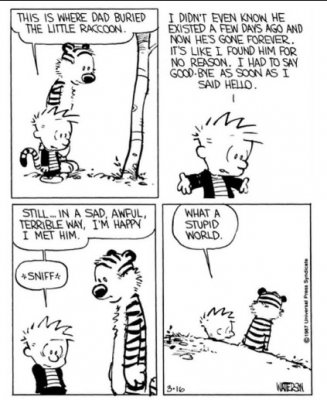 THIS IS WHERE DAD BURIED
THE LITTLE RACCOON.
I DIDN'T EVEN KNOW HE
EXISTED A FEW DAYS AGO AND
NOW HE'S GONE FOREVER.
IT'S LIKE I FOUND HIM FOR
NO REASON. I HAD TO SAY
GOOD-BYE AS SOON AS I
SAID HELLO.
STILL... IN A SAD, AWFUL,
TERRIBLE WAY, I'M HAPPY
I MET HIM.
*SNIFF*
WHAT A
STUPID
WORLD.
©1987 Universal Press Syndicate
3-16
WATERSON